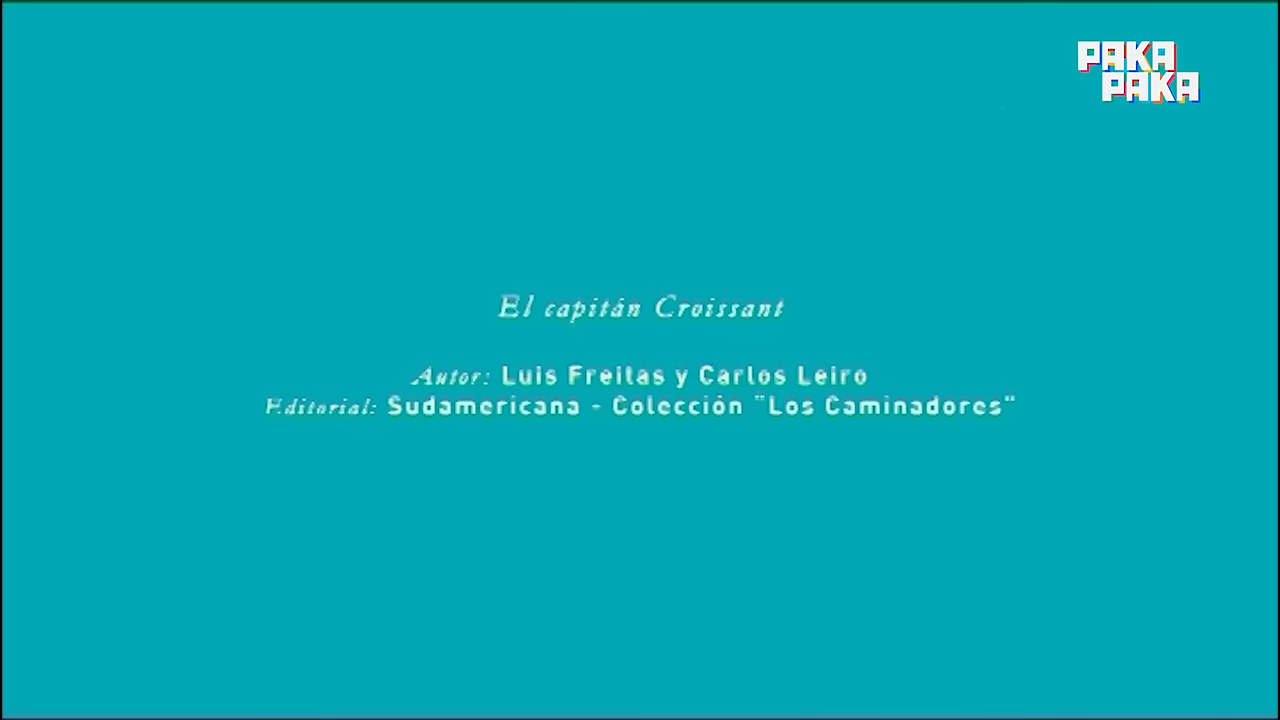 PAKA
PAKA
El capitán Croissant
Autor: Luis Freitas y Carlos Leiro
Editorial: Sudamericana - Colección "Los Caminadores"